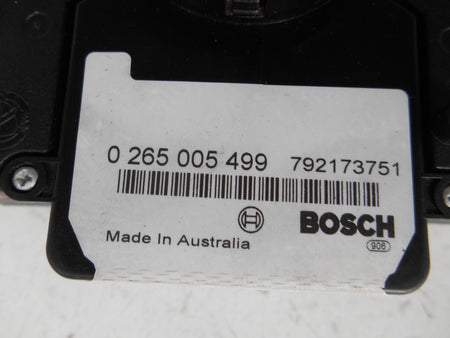 0 265 005 499 792173751
BOSCH
Made In Australia
906